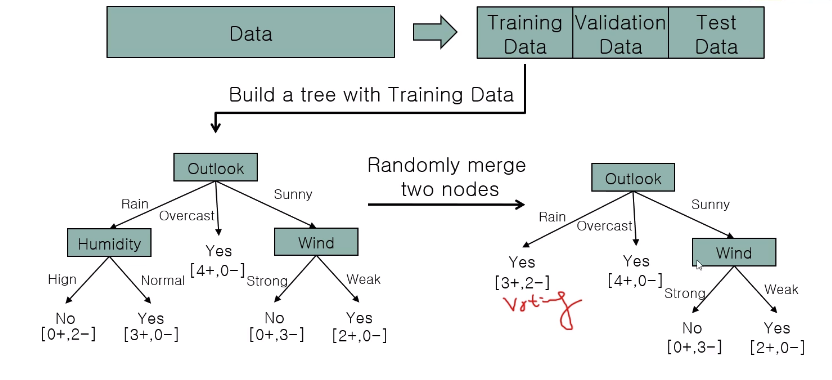 Data
Training Data
Validation Data
Test Data
Build a tree with Training Data
Outlook
Rain
Overcast
Sunny
Humidity
Yes
[4+,0-]
Wind
Hign
Normal
Strong
Weak
No
[0+,2-]
Yes
[3+,0-]
No
[0+,3-]
Yes
[2+,0-]
Randomly merge
two nodes
Outlook
Rain
Overcast
Sunny
Yes
[3+,2-]
Voting
Yes
[4+,0-]
Wind
Strong
Weak
No
[0+,3-]
Yes
[2+,0-]